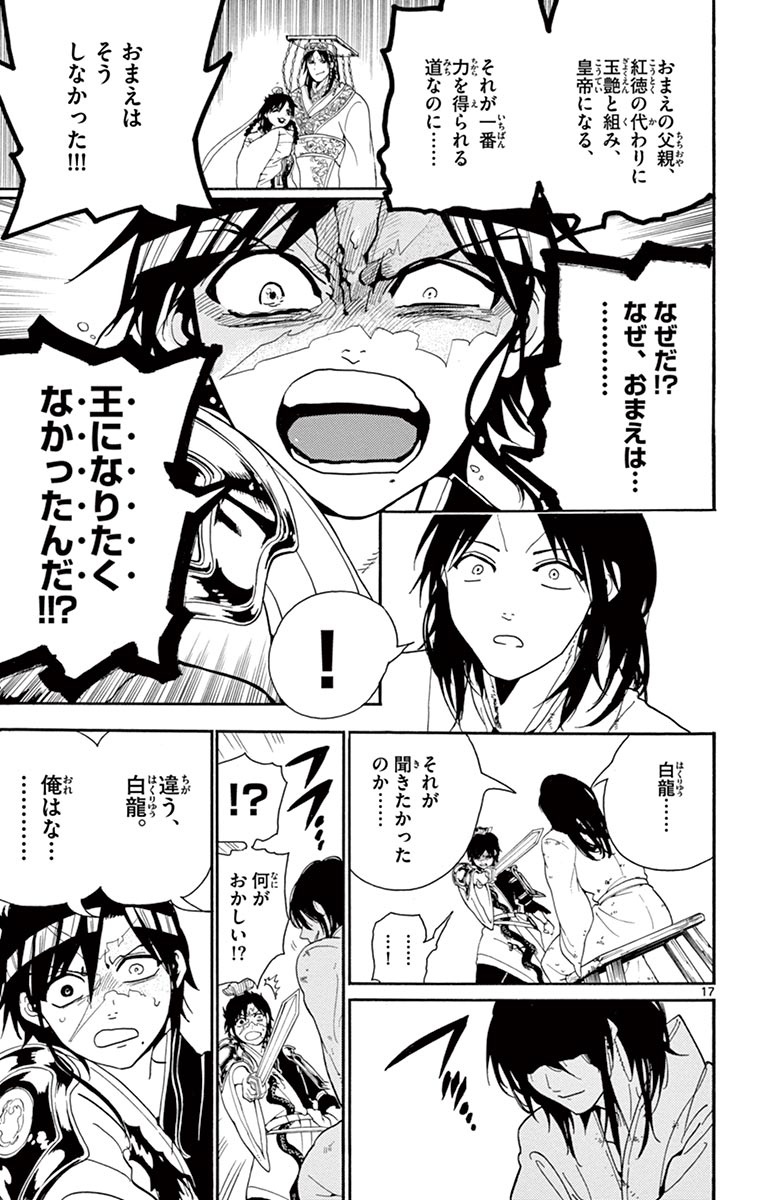 おまえの父親、
紅徳の代わりに
玉艶と組み、
皇帝になる、
それが一番
力を得られる
道なのに……
おまえは
そう
しなかった!!!
なぜだ!?
なぜ、おまえは…
…………
王になりたく
なかったんだ!!?
!
白龍……
それが
聞きたかった
のか……
……
…!
17
フ…
!?
何が
おかしい!?
違う、
白龍。
俺はな…
…………